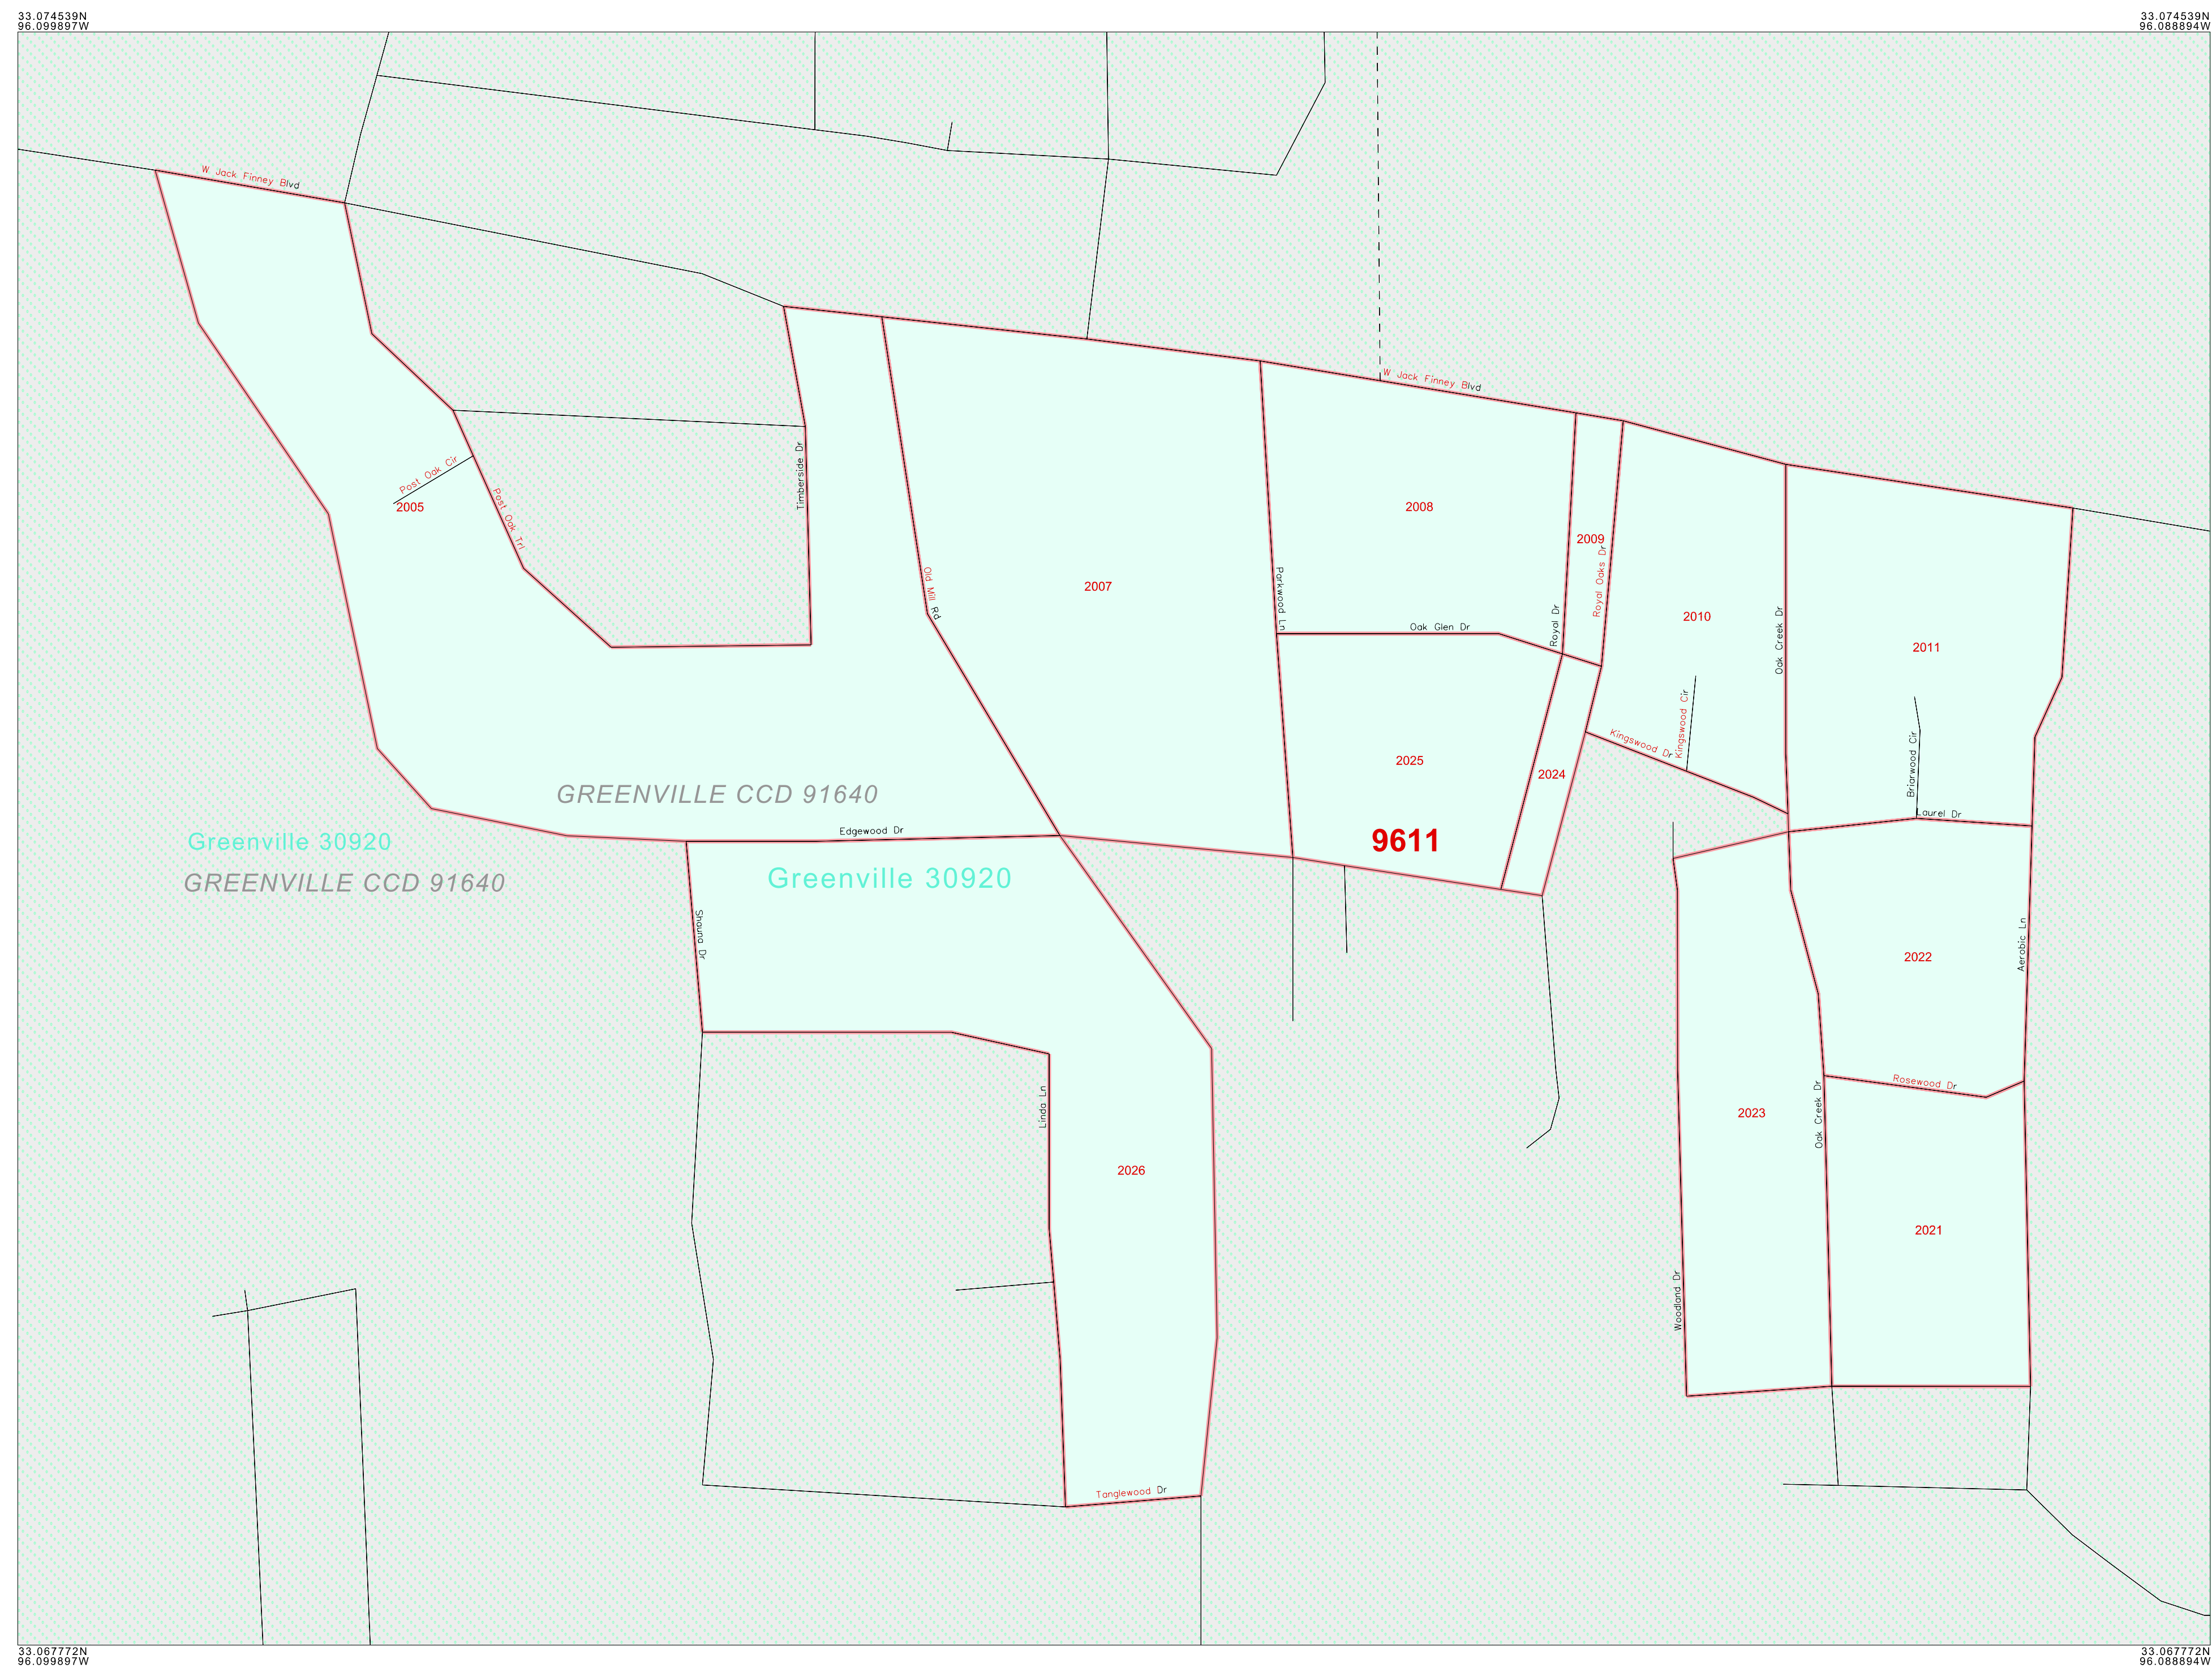 33.074539N
96.099897W
33.074539N
96.088894W
W Jack Finney Blvd
W Jack Finney Blvd
Post Oak Cir
2005
Post Oak Trl
Timberside Dr
Old Mill Rd
2007
Parkwood Ln
2008
2009
Royal Oaks Dr
Royal Dr
Oak Glen Dr
2010
Oak Creek Dr
2011
Kingswood Cir
Kingswood Dr
2025
2024
Briarwood Cir
Laurel Dr
GREENVILLE CCD 91640
Edgewood Dr
9611
Greenville 30920
GREENVILLE CCD 91640
Greenville 30920
Shauna Dr
2022
Aerobic Ln
Linda Ln
Rosewood Dr
2023
Oak Creek Dr
2026
2021
Woodland Dr
Tanglewood Dr
33.067772N
96.099897W
33.067772N
96.088894W